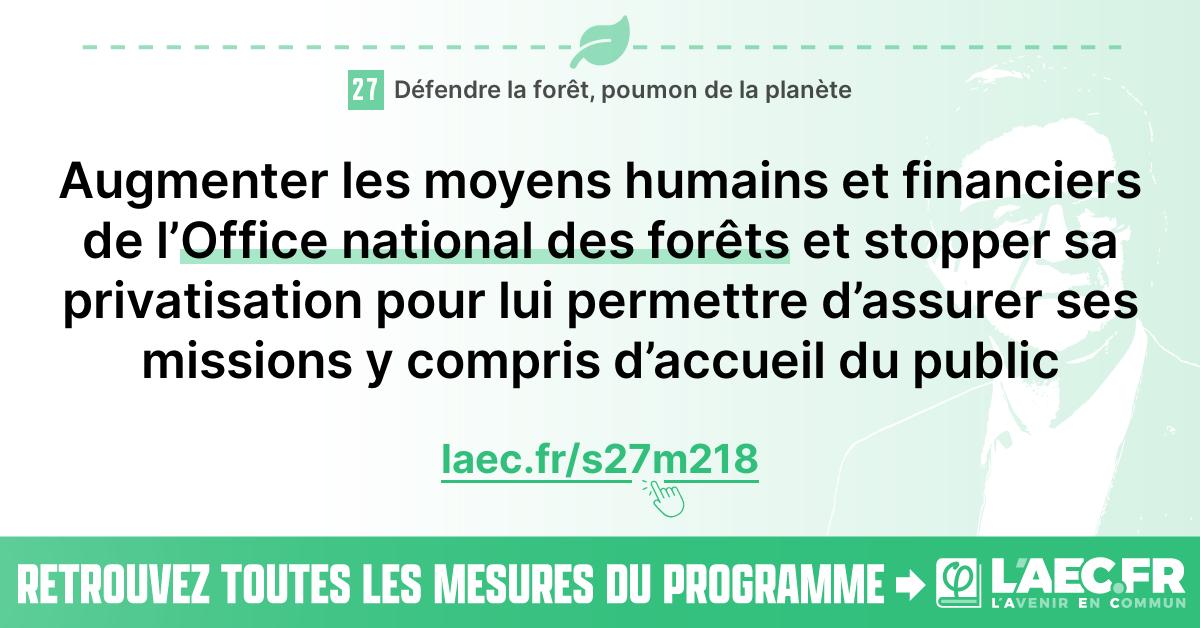 27 Défendre la forêt, poumon de la planète
Augmenter les moyens humains et financiers
de l’Office national des forêts et stopper sa
privatisation pour lui permettre d’assurer ses
missions y compris d’accueil du public
laec.fr/s27m218
RETROUVEZ TOUTES LES MESURES DU PROGRAMME
φ
L'AEC.FR
L'AVENIR EN COMMUN